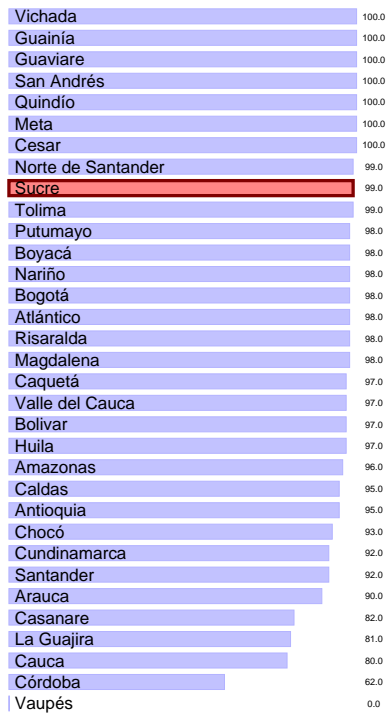 Vichada 100.0
Guainía 100.0
Guaviare 100.0
San Andrés 100.0
Quindío 100.0
Meta 100.0
Cesar 100.0
Norte de Santander 99.0
Sucre 99.0
Tolima 99.0
Putumayo 98.0
Boyacá 98.0
Nariño 98.0
Bogotá 98.0
Atlántico 98.0
Risaralda 98.0
Magdalena 98.0
Caquetá 97.0
Valle del Cauca 97.0
Bolivar 97.0
Huila 97.0
Amazonas 96.0
Caldas 95.0
Antioquia 95.0
Chocó 93.0
Cundinamarca 92.0
Santander 92.0
Arauca 90.0
Casanare 82.0
La Guajira 81.0
Cauca 80.0
Córdoba 62.0
Vaupés 0.0